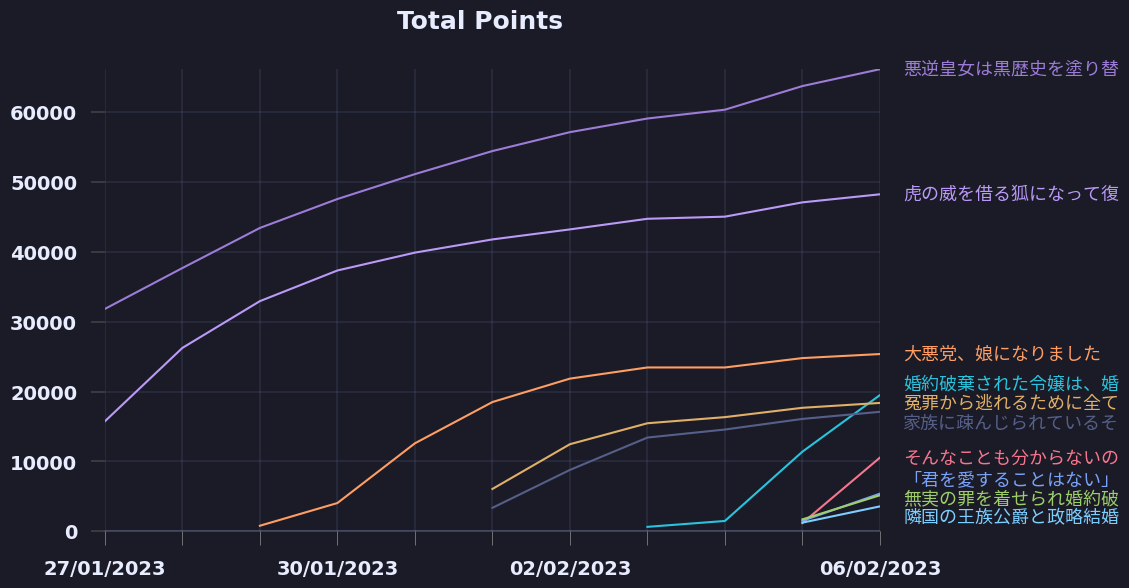 Total Points
悪逆皇女は黒歴史を塗り替
60000
50000
虎の威を借る狐になって復
40000
30000
大悪党、娘になりました
婚約破棄された令嬢は、婚
20000
冤罪から逃れるために全て
家族に疎んじられているそ
10000
そんなことも分からないの
「君を愛することはない」
無実の罪を着せられ婚約破
隣国の王族公爵と政略結婚
0
27/01/2023
30/01/2023
02/02/2023
06/02/2023